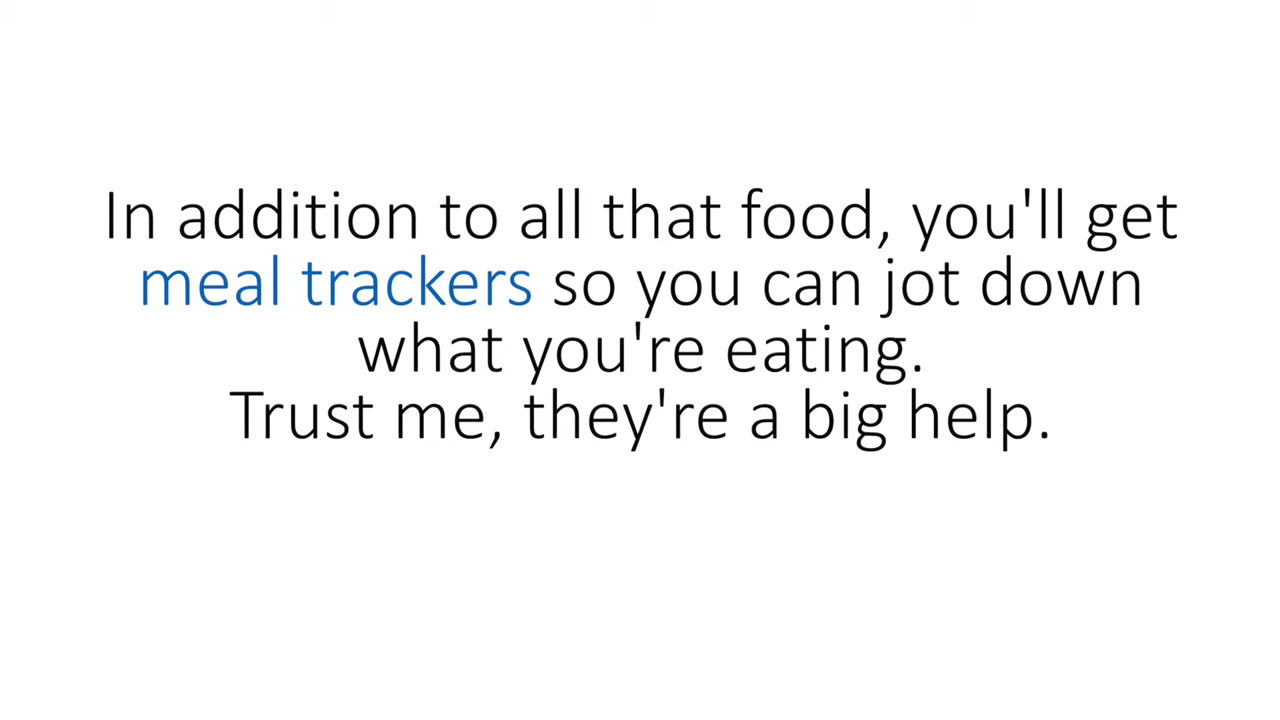 In addition to all that food, you'll get
meal trackers so you can jot down
what you're eating.
Trust me, they're a big help.